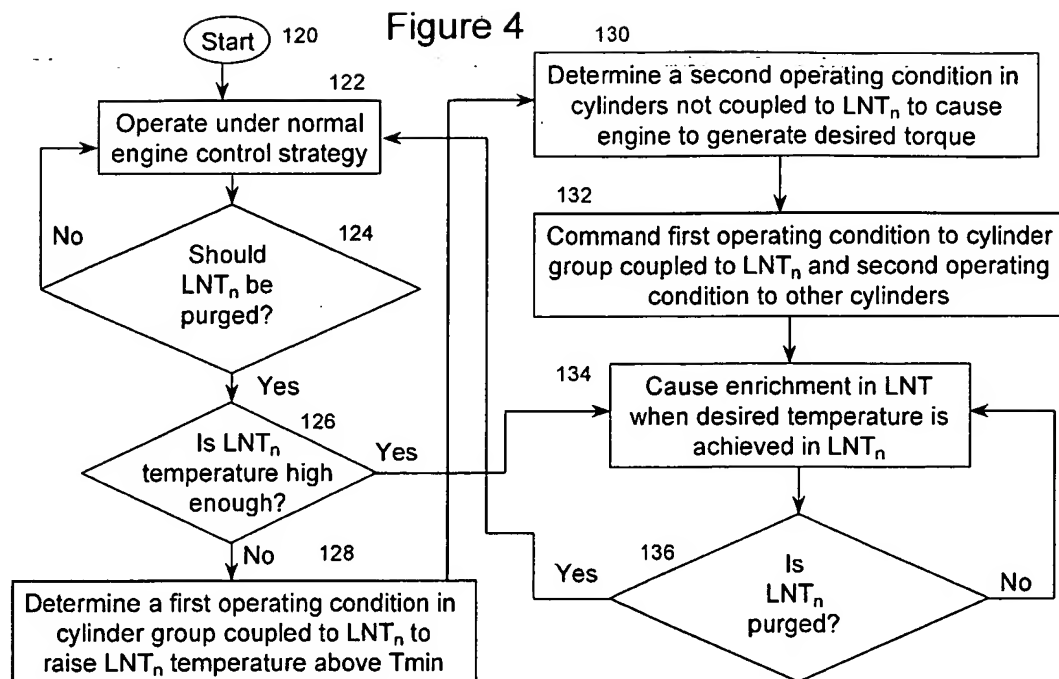 Figure 4
Start
120
122
Operate under normal
engine control strategy
No
124
Should
LNTn be
purged?
Yes
126
Is LNTn
temperature high
enough?
Yes
No
128
Determine a first operating condition in
cylinder group coupled to LNTn to
raise LNTn temperature above Tmin
130
Determine a second operating condition in
cylinders not coupled to LNTn to cause
engine to generate desired torque
132
Command first operating condition to cylinder
group coupled to LNTn and second operating
condition to other cylinders
134
Cause enrichment in LNT
when desired temperature is
achieved in LNTn
136
Yes
Is
LNTn
purged?
No